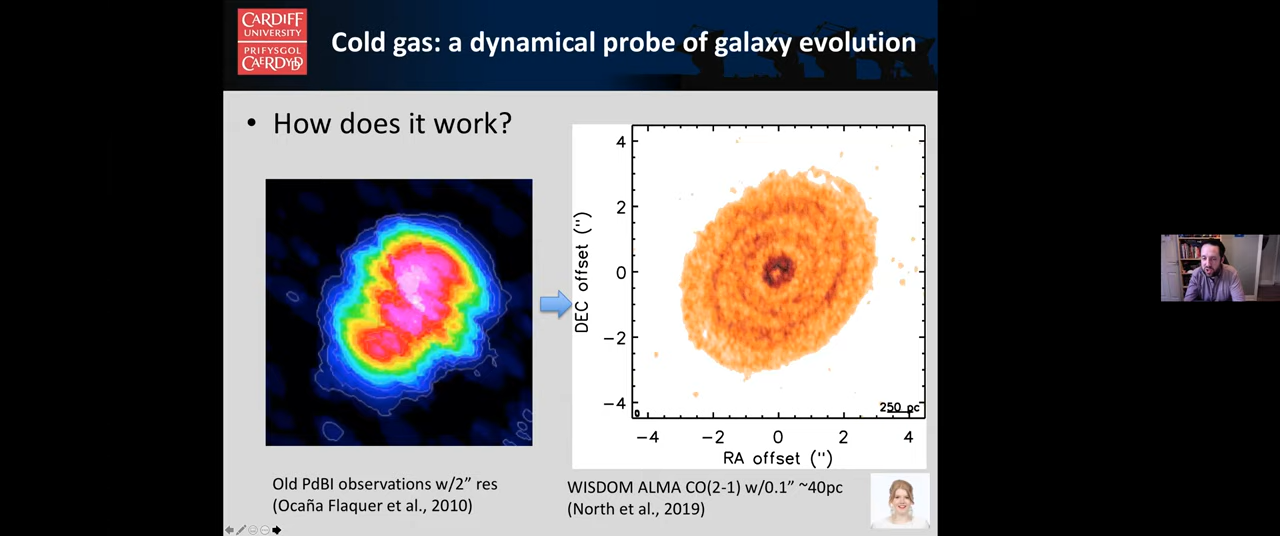 CARDIFF
UNIVERSITY
PRIFYSGOL
CAERDYDD
Cold gas: a dynamical probe of galaxy evolution
• How does it work?
4
2
0
−2
−4
DEC offset ('')
250 pc
−4 −2 0 2 4
RA offset ('')
Old PdBI observations w/2” res
(Ocaña Flaquer et al., 2010)
WISDOM ALMA CO(2-1) w/0.1” ~40pc
(North et al., 2019)